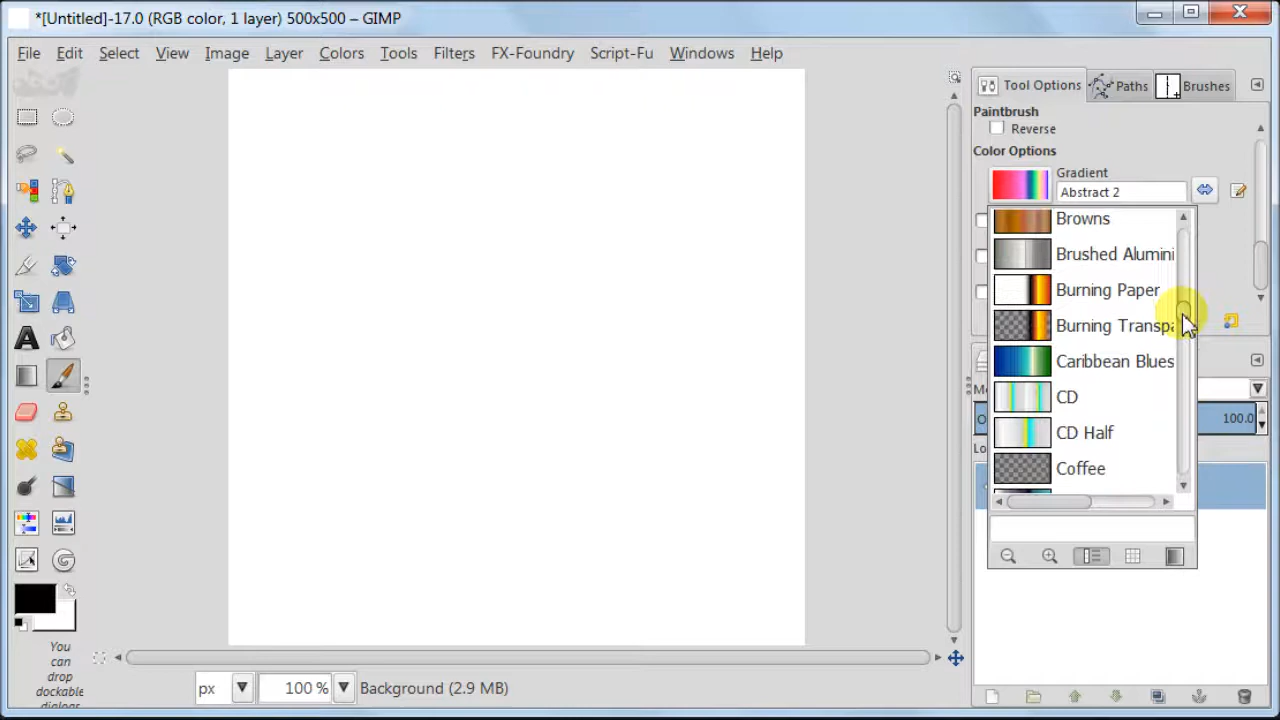 *[Untitled]-17.0 (RGB color, 1 layer) 500x500 – GIMP
File Edit Select View Image Layer Colors Tools Filters FX-Foundry Script-Fu Windows Help
Tool Options Paths Brushes
Paintbrush
Reverse
Color Options
Gradient
Abstract 2
Browns
Brushed Alumini
Burning Paper
Burning Transpa
Caribbean Blues
CD
100.0
CD Half
Coffee
You
can
drop
dockable
dialogs
px 100 % Background (2.9 MB)